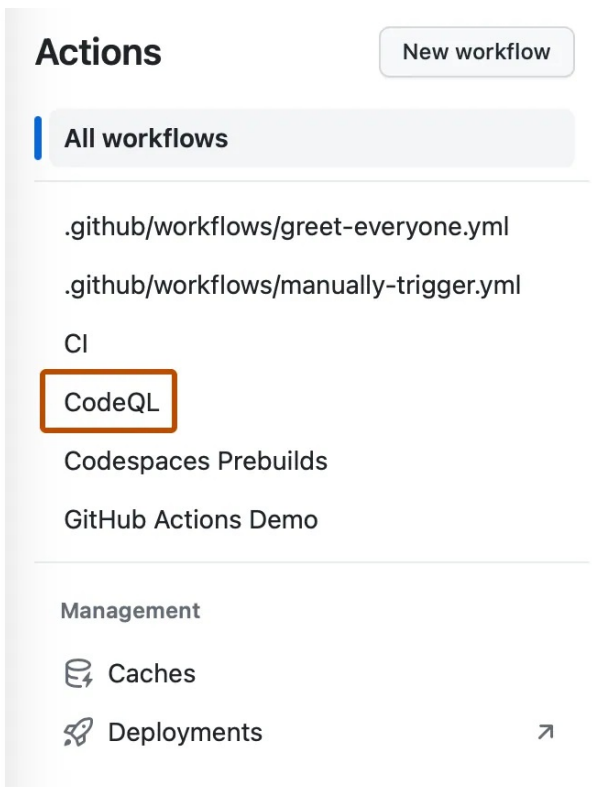 Actions
New workflow
All workflows
.github/workflows/greet-everyone.yml
.github/workflows/manually-trigger.yml
CI
CodeQL
Codespaces Prebuilds
GitHub Actions Demo
Management
Caches
Deployments